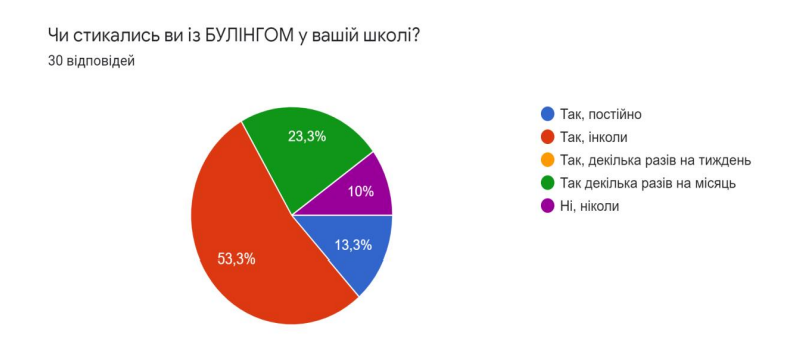 Чи стикались ви із БУЛІНГОМ у вашій школі?
30 відповідей
23,3%
10%
13,3%
53,3%
Так, постійно
Так, інколи
Так, декілька разів на тиждень
Так декілька разів на місяць
Ні, ніколи